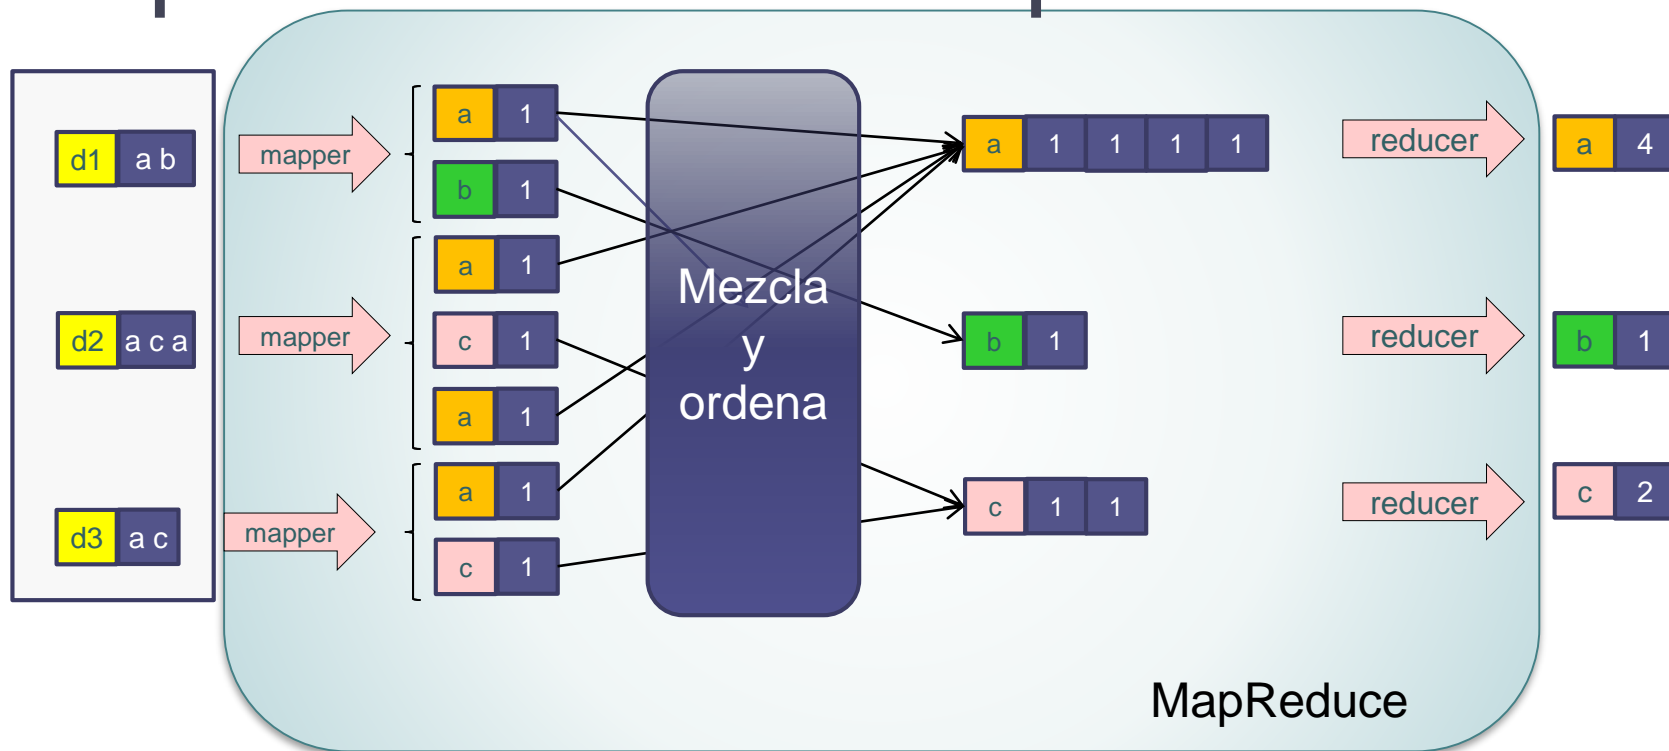 d1 a b
mapper
a 1
b 1
d2 a c a
mapper
a 1
c 1
a 1
d3 a c
mapper
a 1
c 1
Mezcla
y
ordena
a 1 1 1 1
reducer
a 4
b 1
reducer
b 1
c 1 1
reducer
c 2
MapReduce